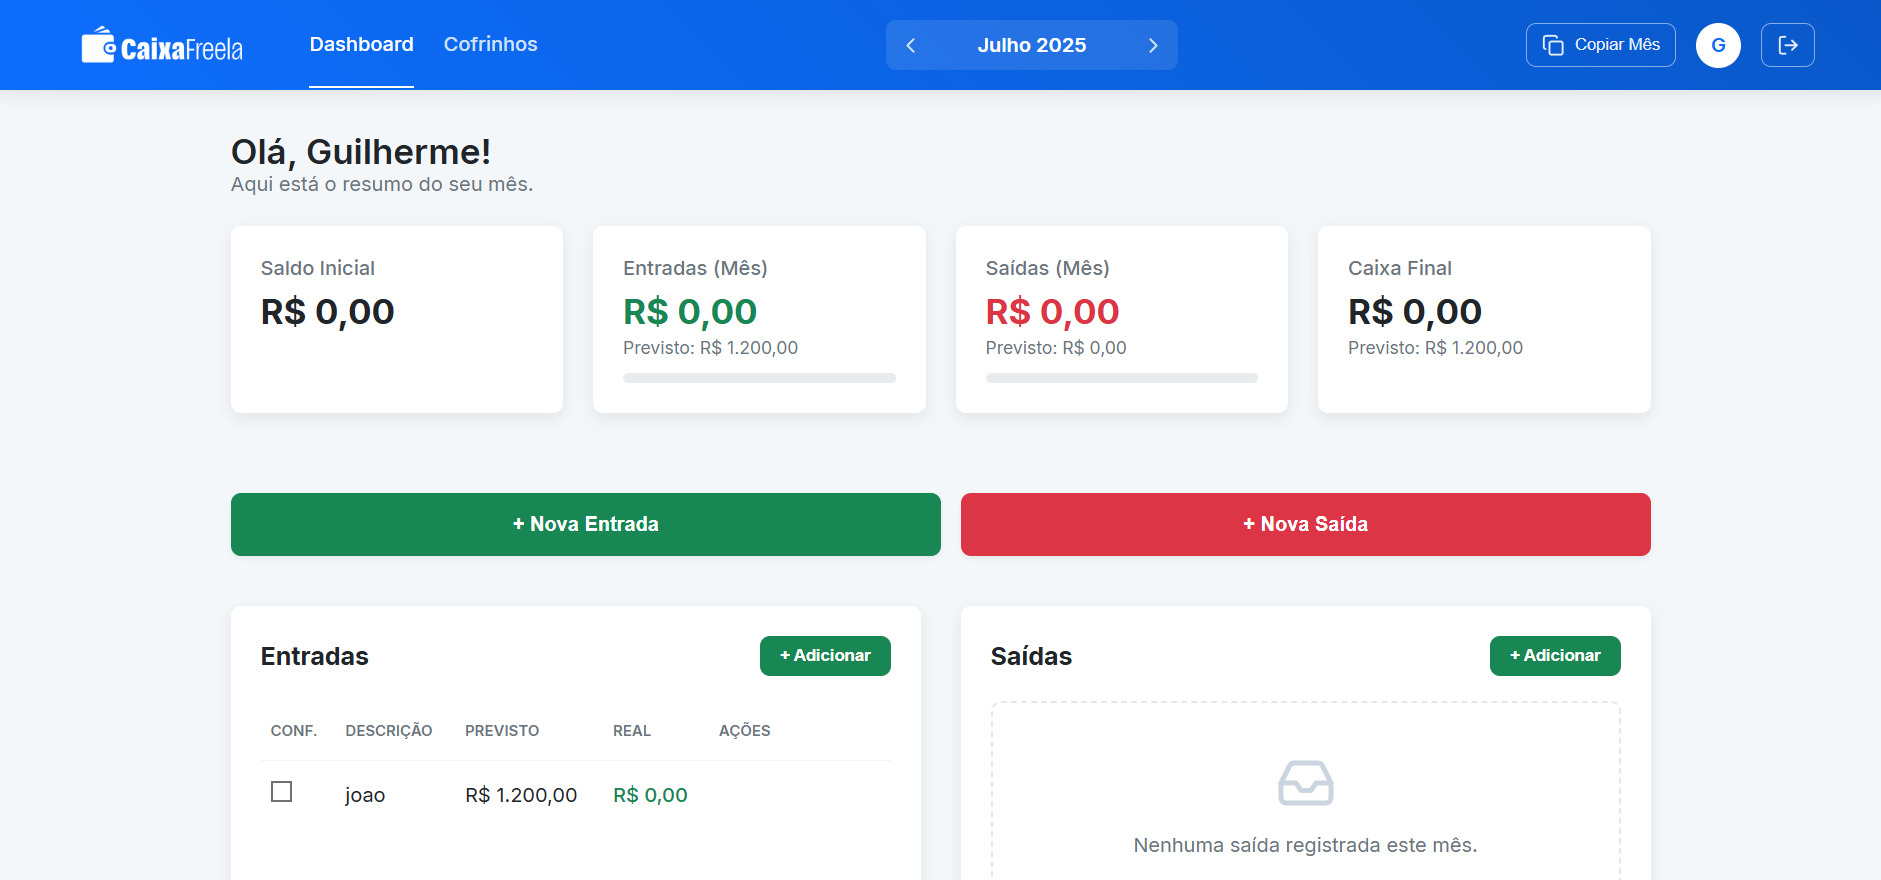 CaixaFreela
Dashboard
Cofrinhos
Julho 2025
Copiar Mês
G
Olá, Guilherme!
Aqui está o resumo do seu mês.
Saldo Inicial
R$ 0,00
Entradas (Mês)
R$ 0,00
Previsto: R$ 1.200,00
Saídas (Mês)
R$ 0,00
Previsto: R$ 0,00
Caixa Final
R$ 0,00
Previsto: R$ 1.200,00
+ Nova Entrada
+ Nova Saída
Entradas
+ Adicionar
CONF. DESCRIÇÃO PREVISTO REAL AÇÕES
joao R$ 1.200,00 R$ 0,00
Saídas
+ Adicionar
Nenhuma saída registrada este mês.